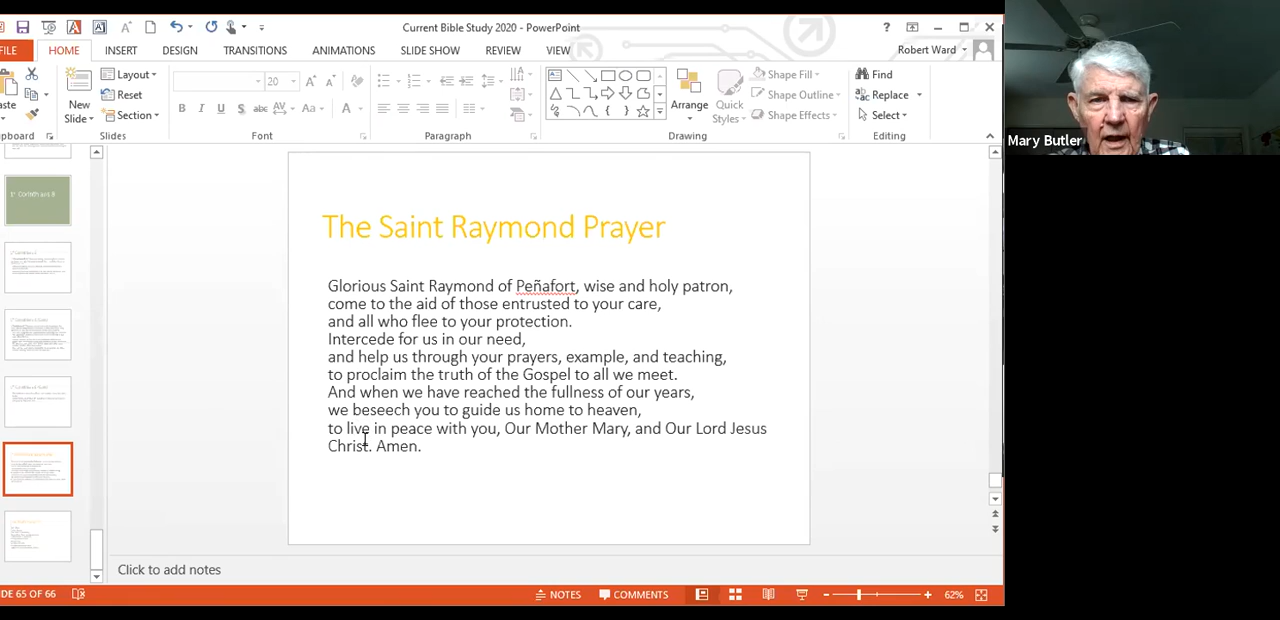 Current Bible Study 2020 - PowerPoint
FILE HOME INSERT DESIGN TRANSITIONS ANIMATIONS SLIDE SHOW REVIEW VIEW
Robert Ward
Layout
Reset
Section
New
Slide
20
Arrange
Quick
Styles
Shape Fill
Shape Outline
Shape Effects
Find
Replace
Select
Slides Font Paragraph Drawing Editing
Mary Butler
The Saint Raymond Prayer
Glorious Saint Raymond of Peñafort, wise and holy patron,
come to the aid of those entrusted to your care,
and all who flee to your protection.
Intercede for us in our need,
and help us through your prayers, example, and teaching,
to proclaim the truth of the Gospel to all we meet.
And when we have reached the fullness of our years,
we beseech you to guide us home to heaven,
to live in peace with you, Our Mother Mary, and Our Lord Jesus
Christ. Amen.
Click to add notes
DE 65 OF 66
NOTES COMMENTS 62%